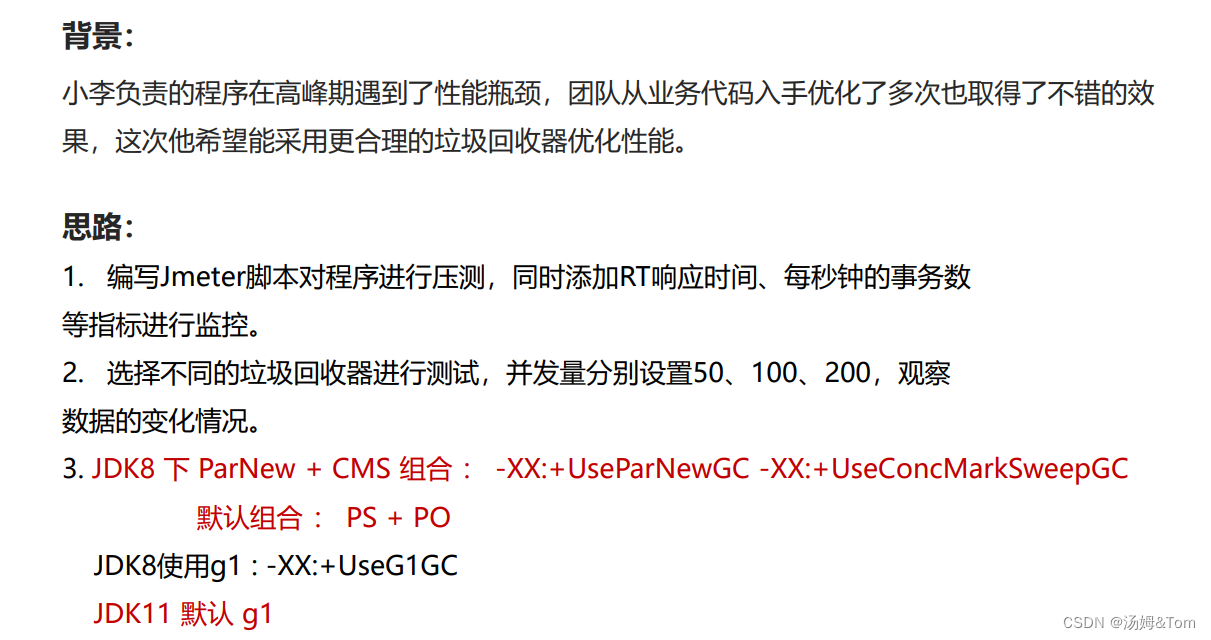 背景：
小李负责的程序在高峰期遇到了性能瓶颈，团队从业务代码入手优化了多次也取得了不错的效
果，这次他希望能采用更合理的垃圾回收器优化性能。
思路：
1. 编写Jmeter脚本对程序进行压测，同时添加RT响应时间、每秒钟的事务数
等指标进行监控。
2. 选择不同的垃圾回收器进行测试，并发量分别设置50、100、200，观察
数据的变化情况。
3. JDK8 下 ParNew + CMS 组合 ： -XX:+UseParNewGC -XX:+UseConcMarkSweepGC
默认组合 ： PS + PO
JDK8使用g1 : -XX:+UseG1GC
JDK11 默认 g1
CSDN @汤姆&Tom